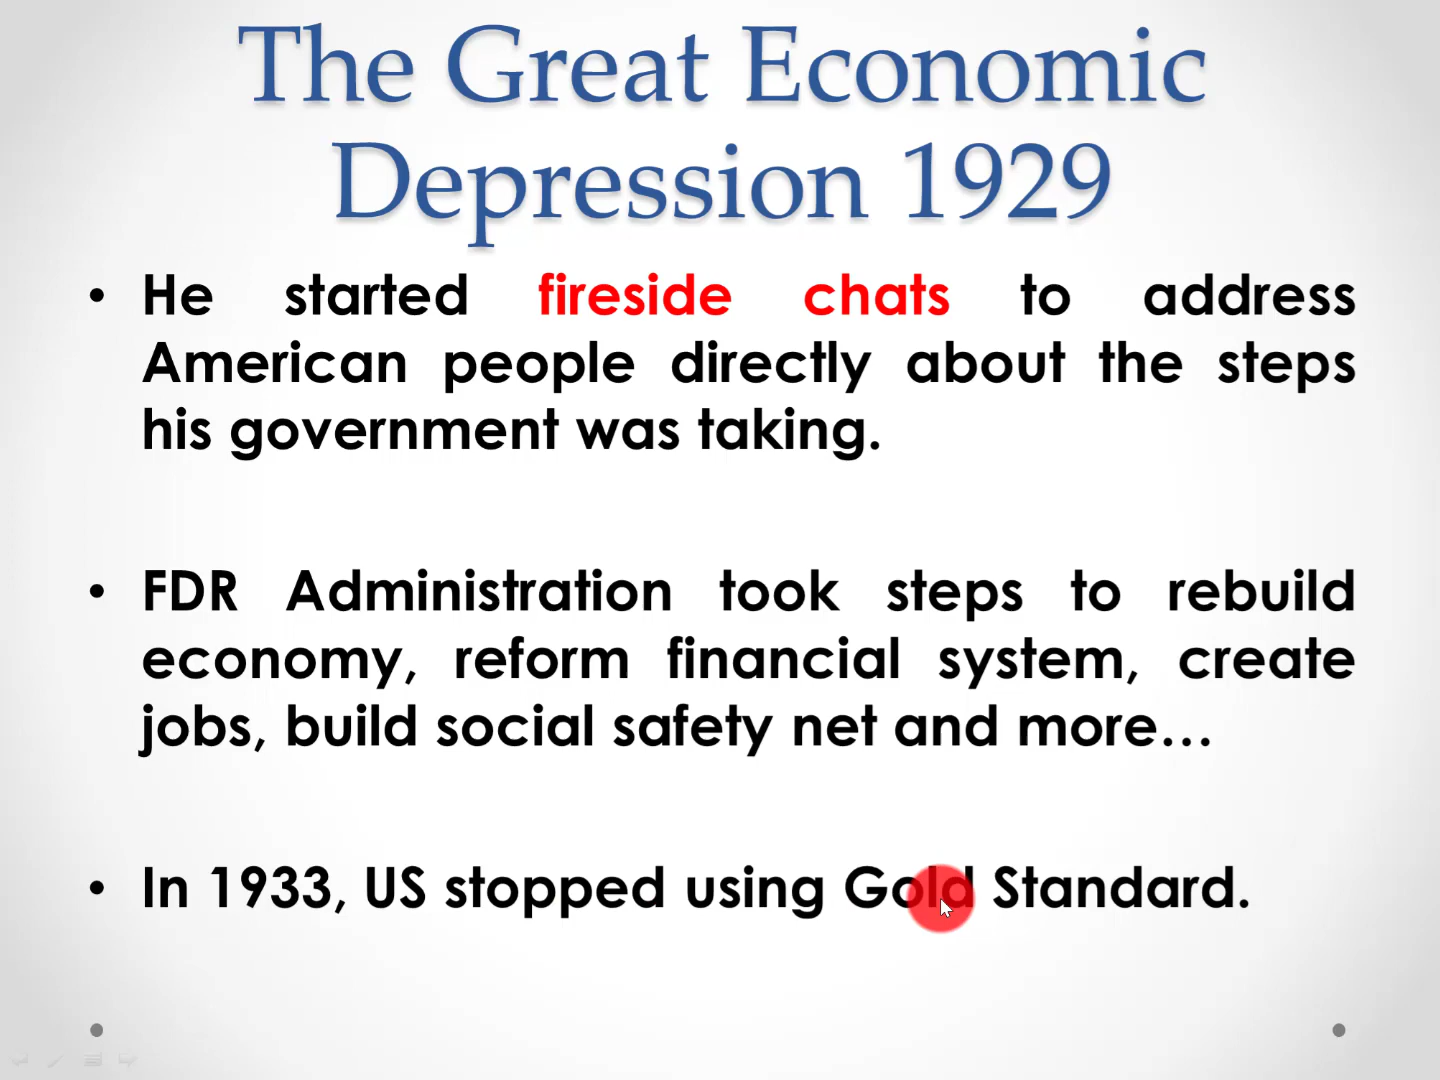 The Great Economic
Depression 1929
• He started fireside chats to address
American people directly about the steps
his government was taking.
• FDR Administration took steps to rebuild
economy, reform financial system, create
jobs, build social safety net and more...
• In 1933, US stopped using Gold Standard.